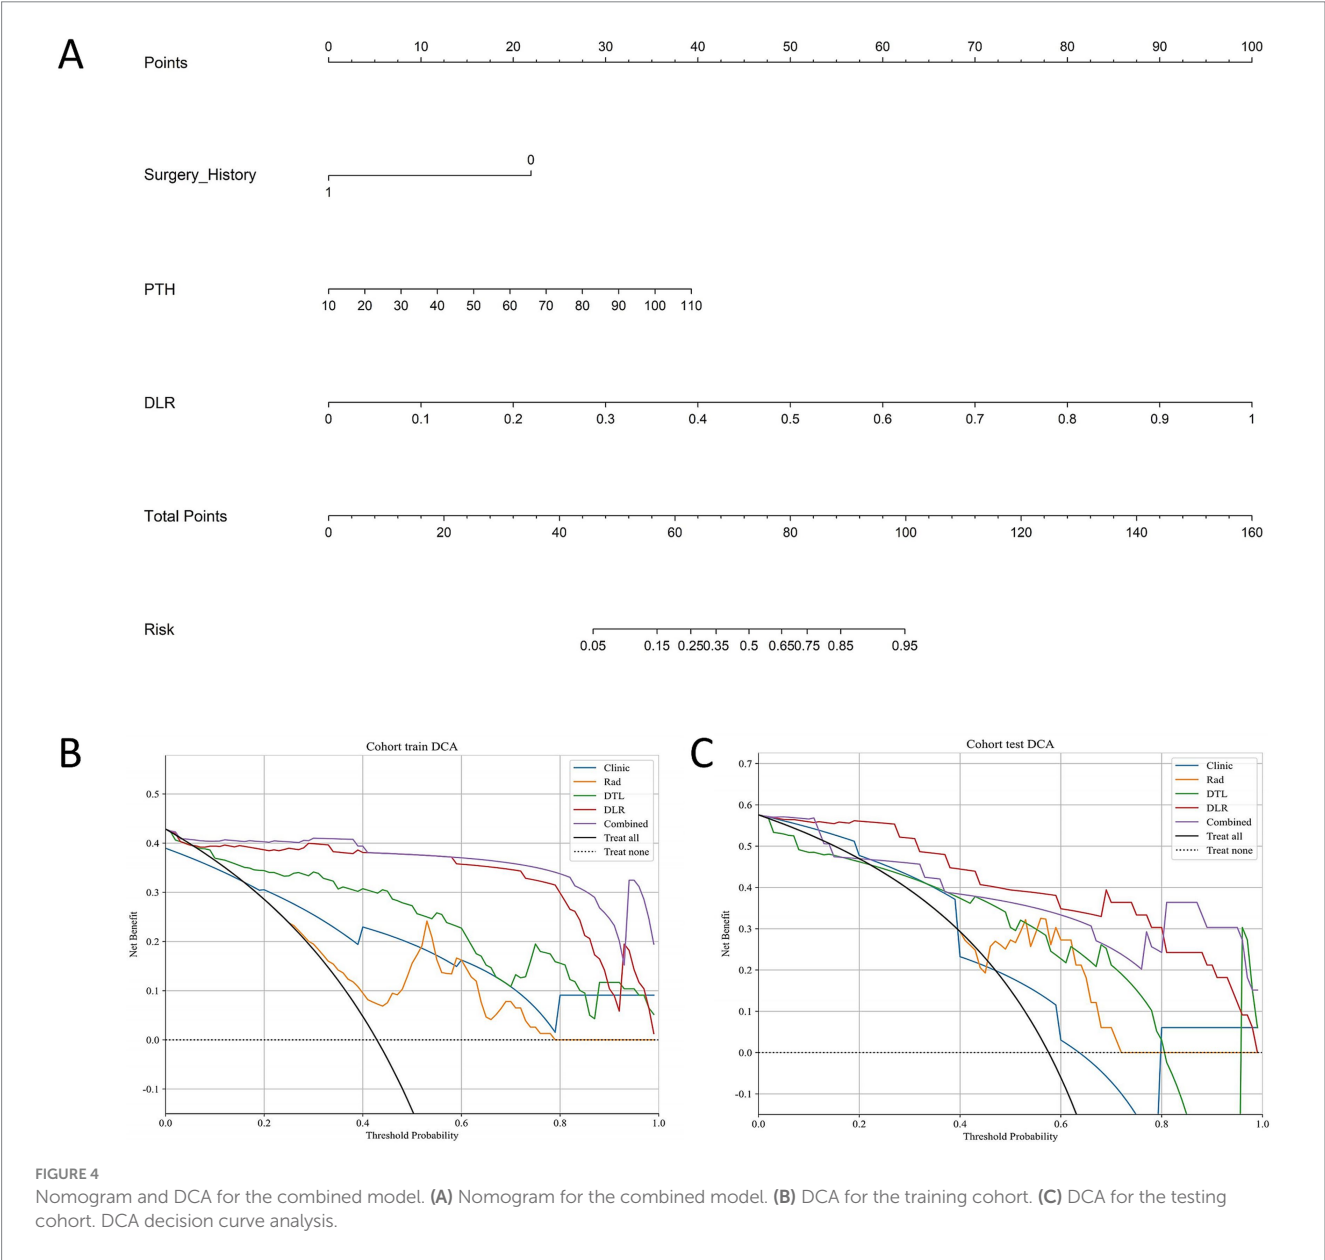 A
Points
0 10 20 30 40 50 60 70 80 90 100
Surgery_History
0
1
PTH
10 20 30 40 50 60 70 80 90 100 110
DLR
0 0.1 0.2 0.3 0.4 0.5 0.6 0.7 0.8 0.9 1
Total Points
0 20 40 60 80 100 120 140 160
Risk
0.05 0.15 0.25 0.35 0.5 0.65 0.75 0.85 0.95
B
Cohort train DCA
Clinic
Rad
DTL
DLR
Combined
Treat all
Treat none
0.5
0.4
0.3
0.2
0.1
0.0
-0.1
Net Benefit
0.0 0.2 0.4 0.6 0.8 1.0
Threshold Probability
C
Cohort test DCA
Clinic
Rad
DTL
DLR
Combined
Treat all
Treat none
0.7
0.6
0.5
0.4
0.3
0.2
0.1
0.0
-0.1
Net Benefit
0.0 0.2 0.4 0.6 0.8 1.0
Threshold Probability
FIGURE 4
Nomogram and DCA for the combined model. (A) Nomogram for the combined model. (B) DCA for the training cohort. (C) DCA for the testing
cohort. DCA decision curve analysis.